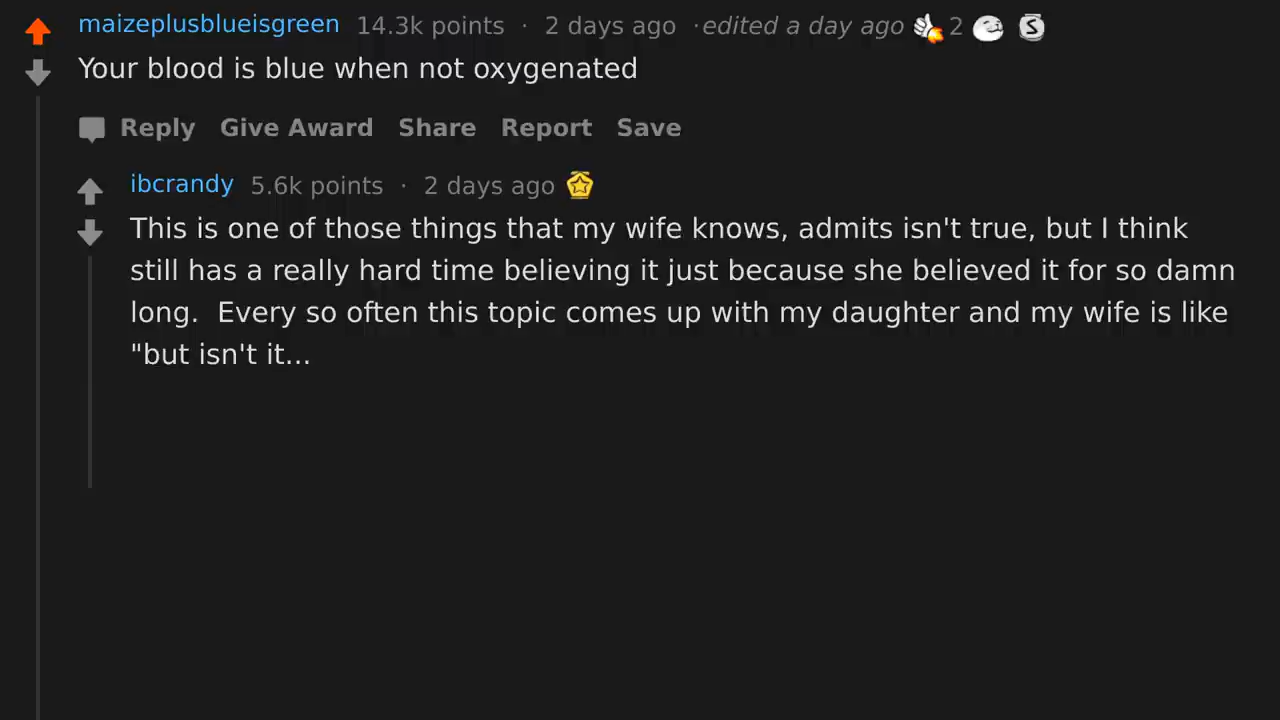 maizeplusblueisgreen 14.3k points · 2 days ago ·edited a day ago 2 S
Your blood is blue when not oxygenated
Reply Give Award Share Report Save
ibcrandy 5.6k points · 2 days ago
This is one of those things that my wife knows, admits isn't true, but I think
still has a really hard time believing it just because she believed it for so damn
long.  Every so often this topic comes up with my daughter and my wife is like
"but isn't it...